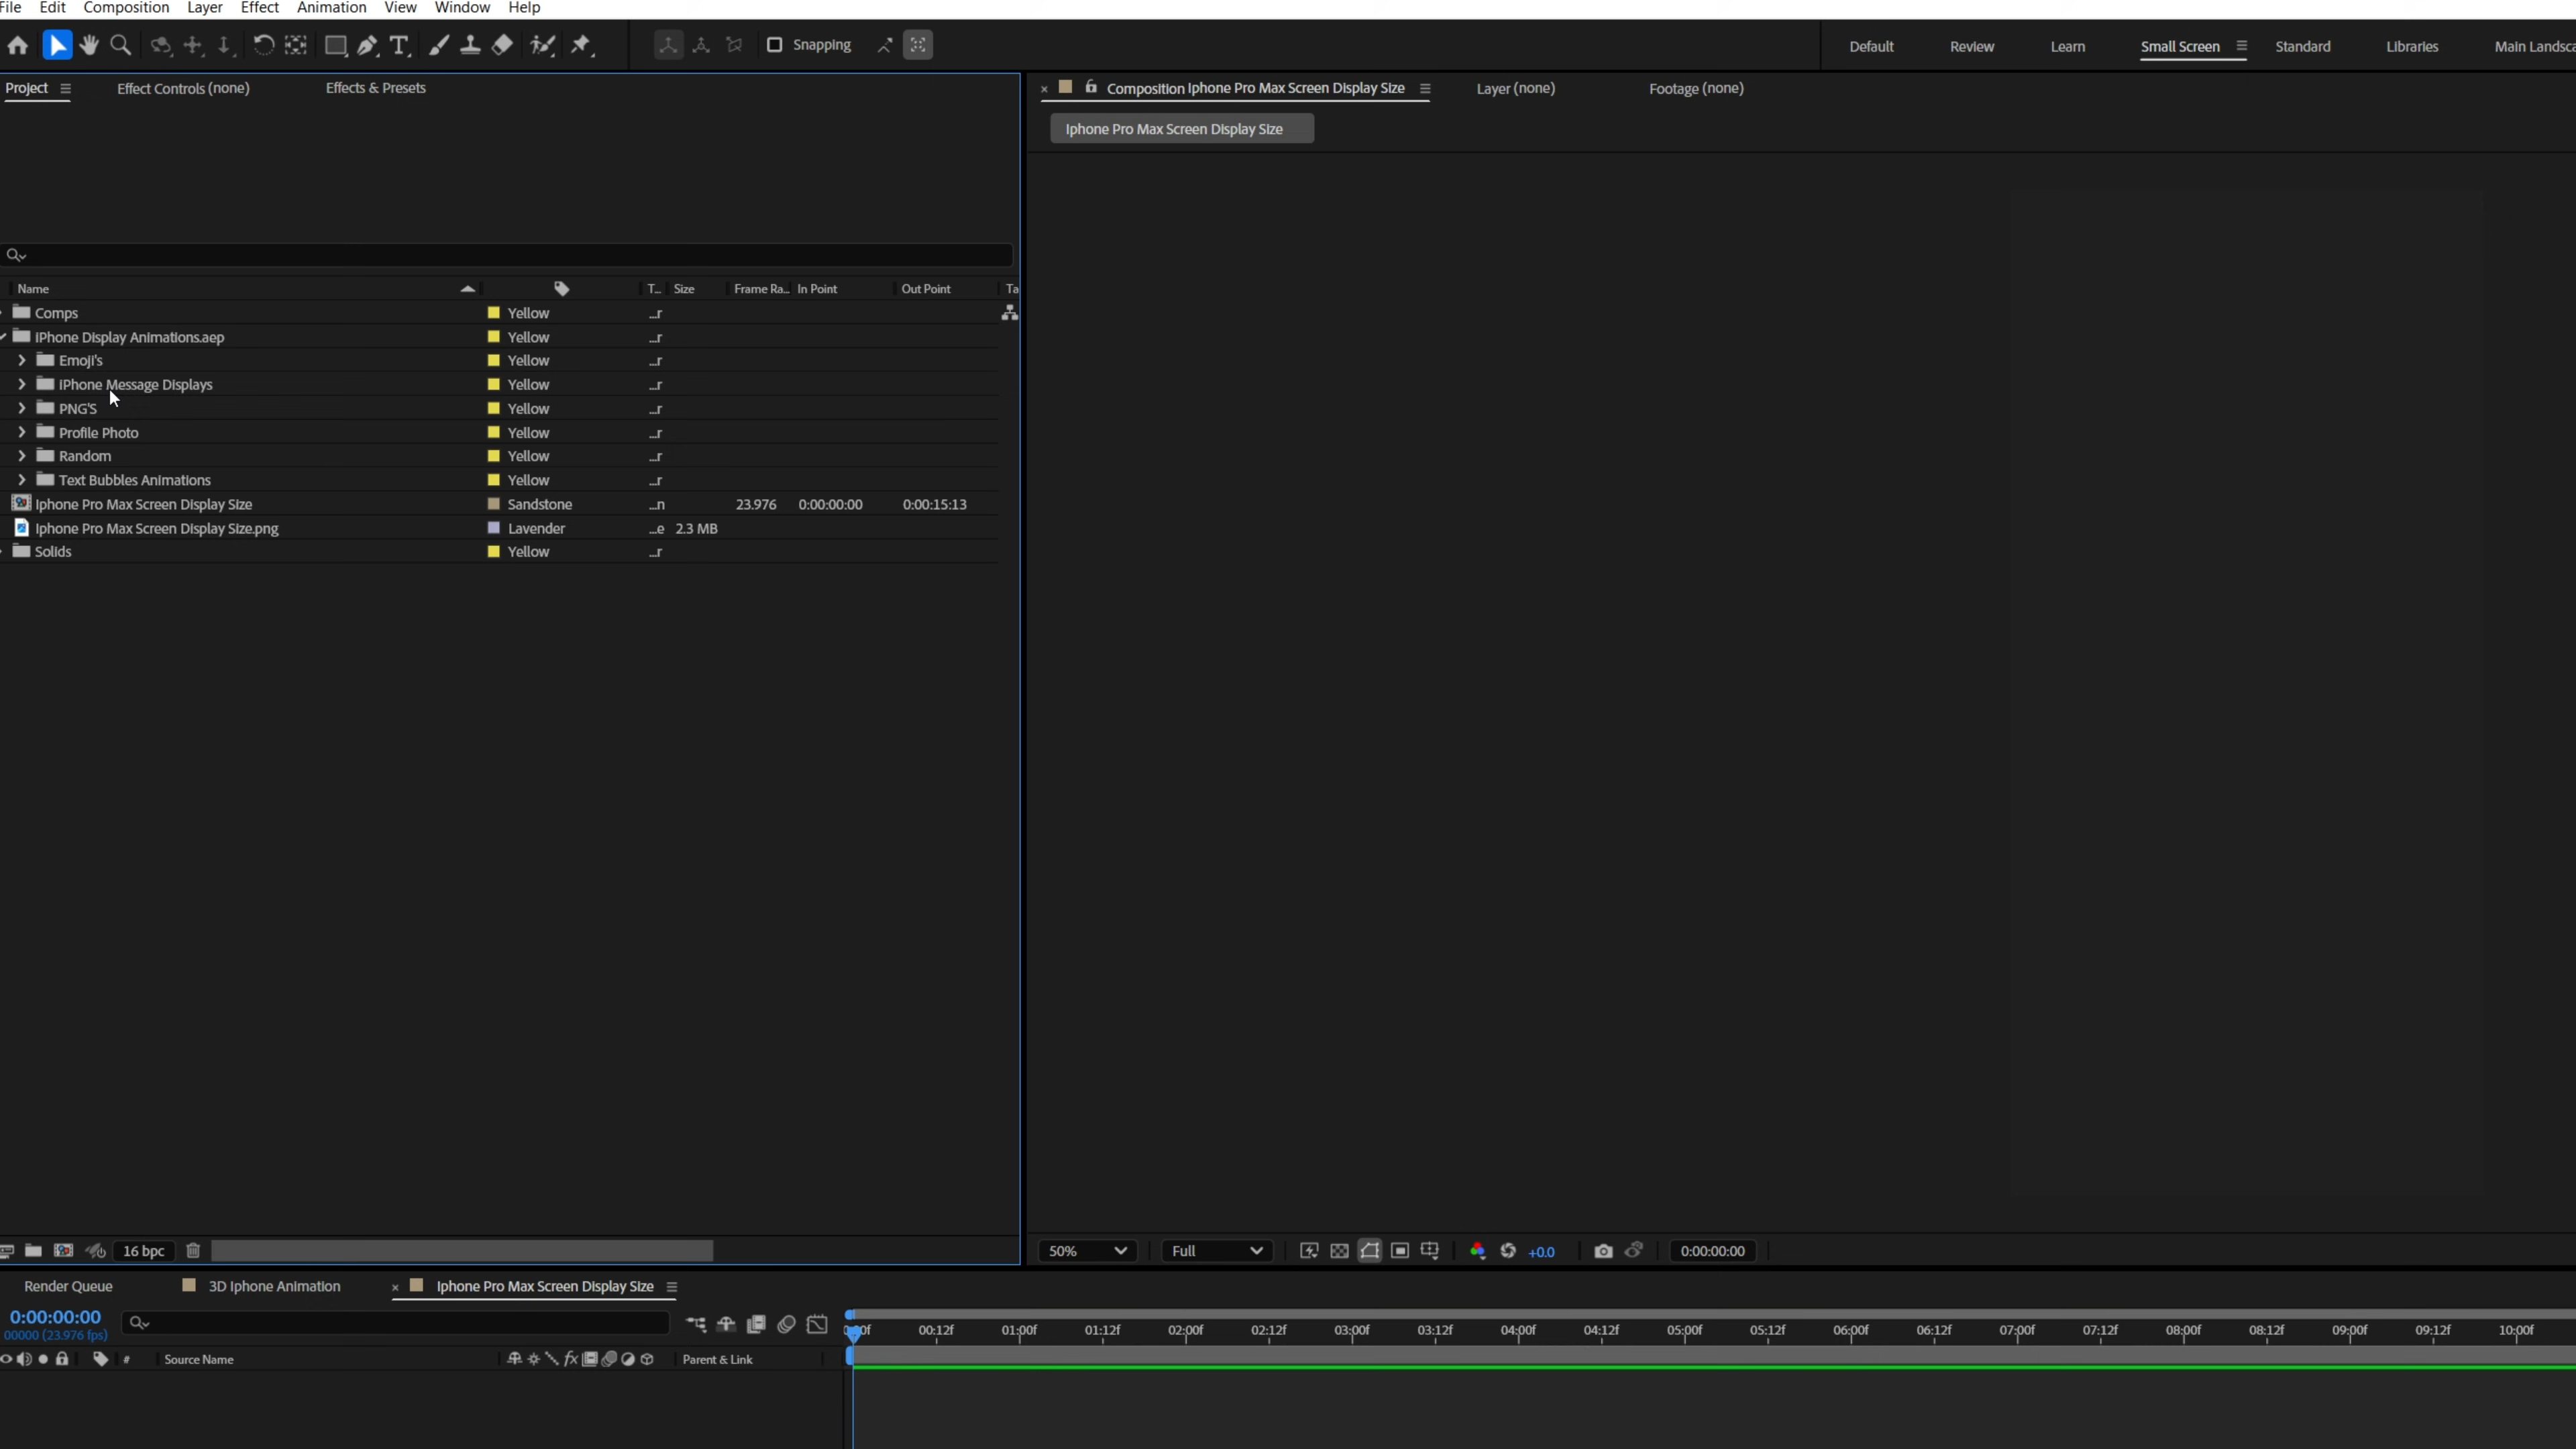 File Edit Composition Layer Effect Animation View Window Help
Snapping Default Review Learn Small Screen Standard Libraries Main Landsca
Project Effect Controls (none) Effects & Presets
Composition Iphone Pro Max Screen Display Size Layer (none) Footage (none)
Iphone Pro Max Screen Display Size
Name T... Size Frame Ra... In Point Out Point Ta
Comps Yellow ...r
IPhone Display Animations.aep Yellow ...r
Emoji's Yellow ...r
IPhone Message Displays Yellow ...r
PNG'S Yellow ...r
Profile Photo Yellow ...r
Random Yellow ...r
Text Bubbles Animations Yellow ...r
Iphone Pro Max Screen Display Size Sandstone ...n 23.976 0:00:00:00 0:00:15:13
Iphone Pro Max Screen Display Size.png Lavender ...e 2.3 MB
Solids Yellow ...r
16 bpc
50% Full +0.0 0:00:00:00
Render Queue 3D Iphone Animation Iphone Pro Max Screen Display Size
0:00:00:00
00000 (23.976 fps)
00:12f 01:00f 01:12f 02:00f 02:12f 03:00f 03:12f 04:00f 04:12f 05:00f 05:12f 06:00f 06:12f 07:00f 07:12f 08:00f 08:12f 09:00f 09:12f 10:00f
# Source Name fx Parent & Link